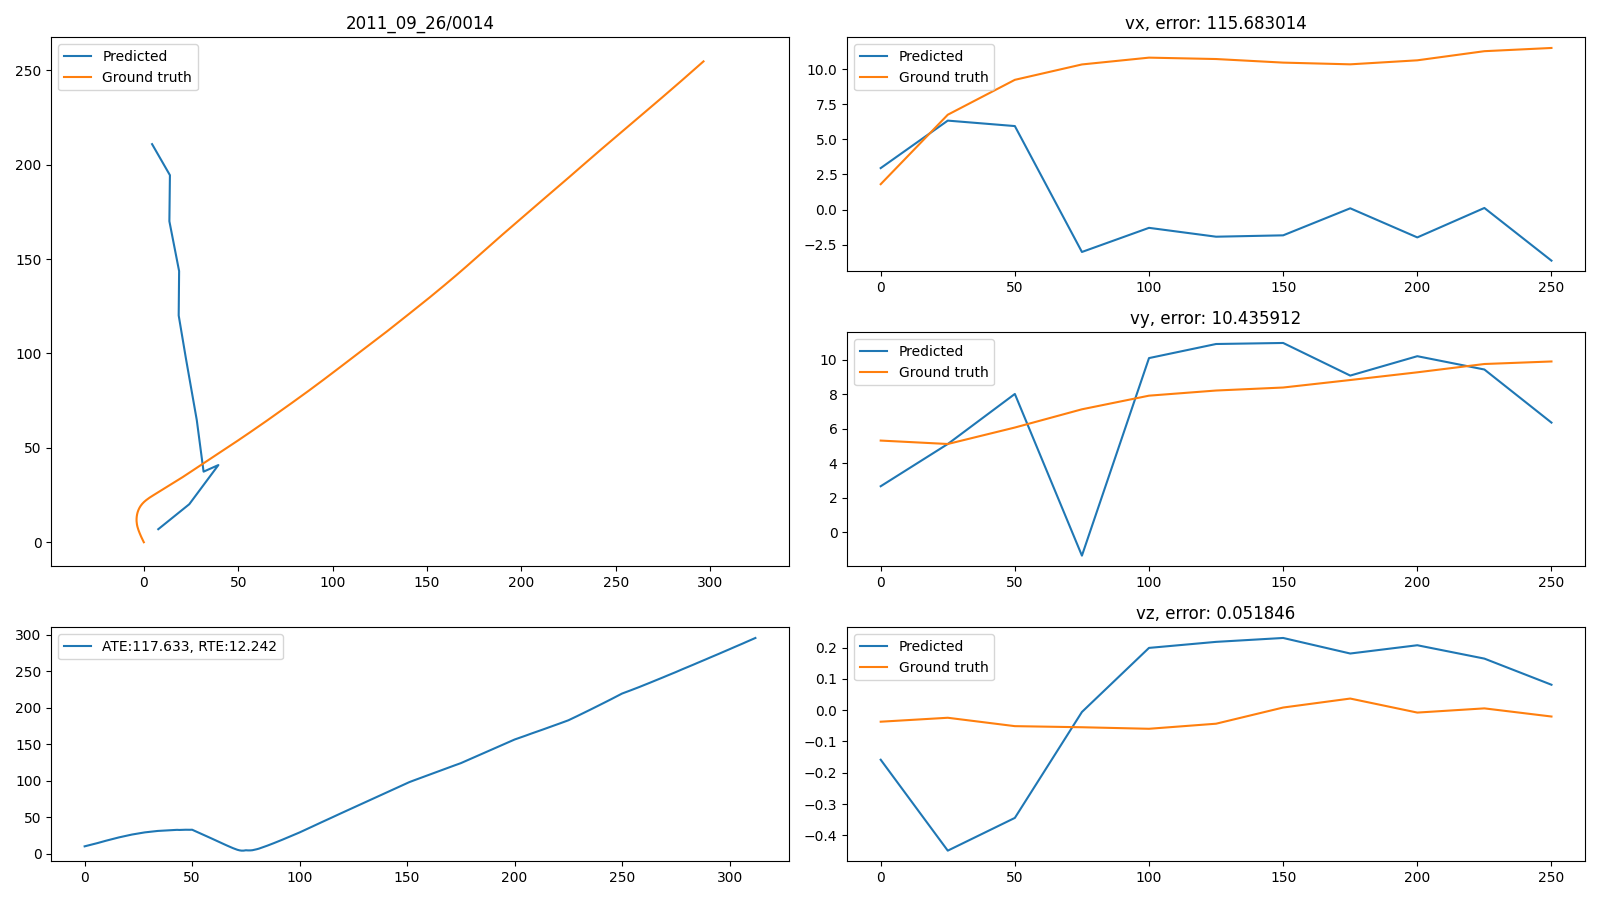 2011_09_26/0014
Predicted
Ground truth
250
200
150
100
50
0
0 50 100 150 200 250 300
vx, error: 115.683014
Predicted
Ground truth
10.0
7.5
5.0
2.5
0.0
−2.5
0 50 100 150 200 250
vy, error: 10.435912
Predicted
Ground truth
10
8
6
4
2
0
0 50 100 150 200 250
ATE:117.633, RTE:12.242
300
250
200
150
100
50
0
0 50 100 150 200 250 300
vz, error: 0.051846
Predicted
Ground truth
0.2
0.1
0.0
−0.1
−0.2
−0.3
−0.4
0 50 100 150 200 250